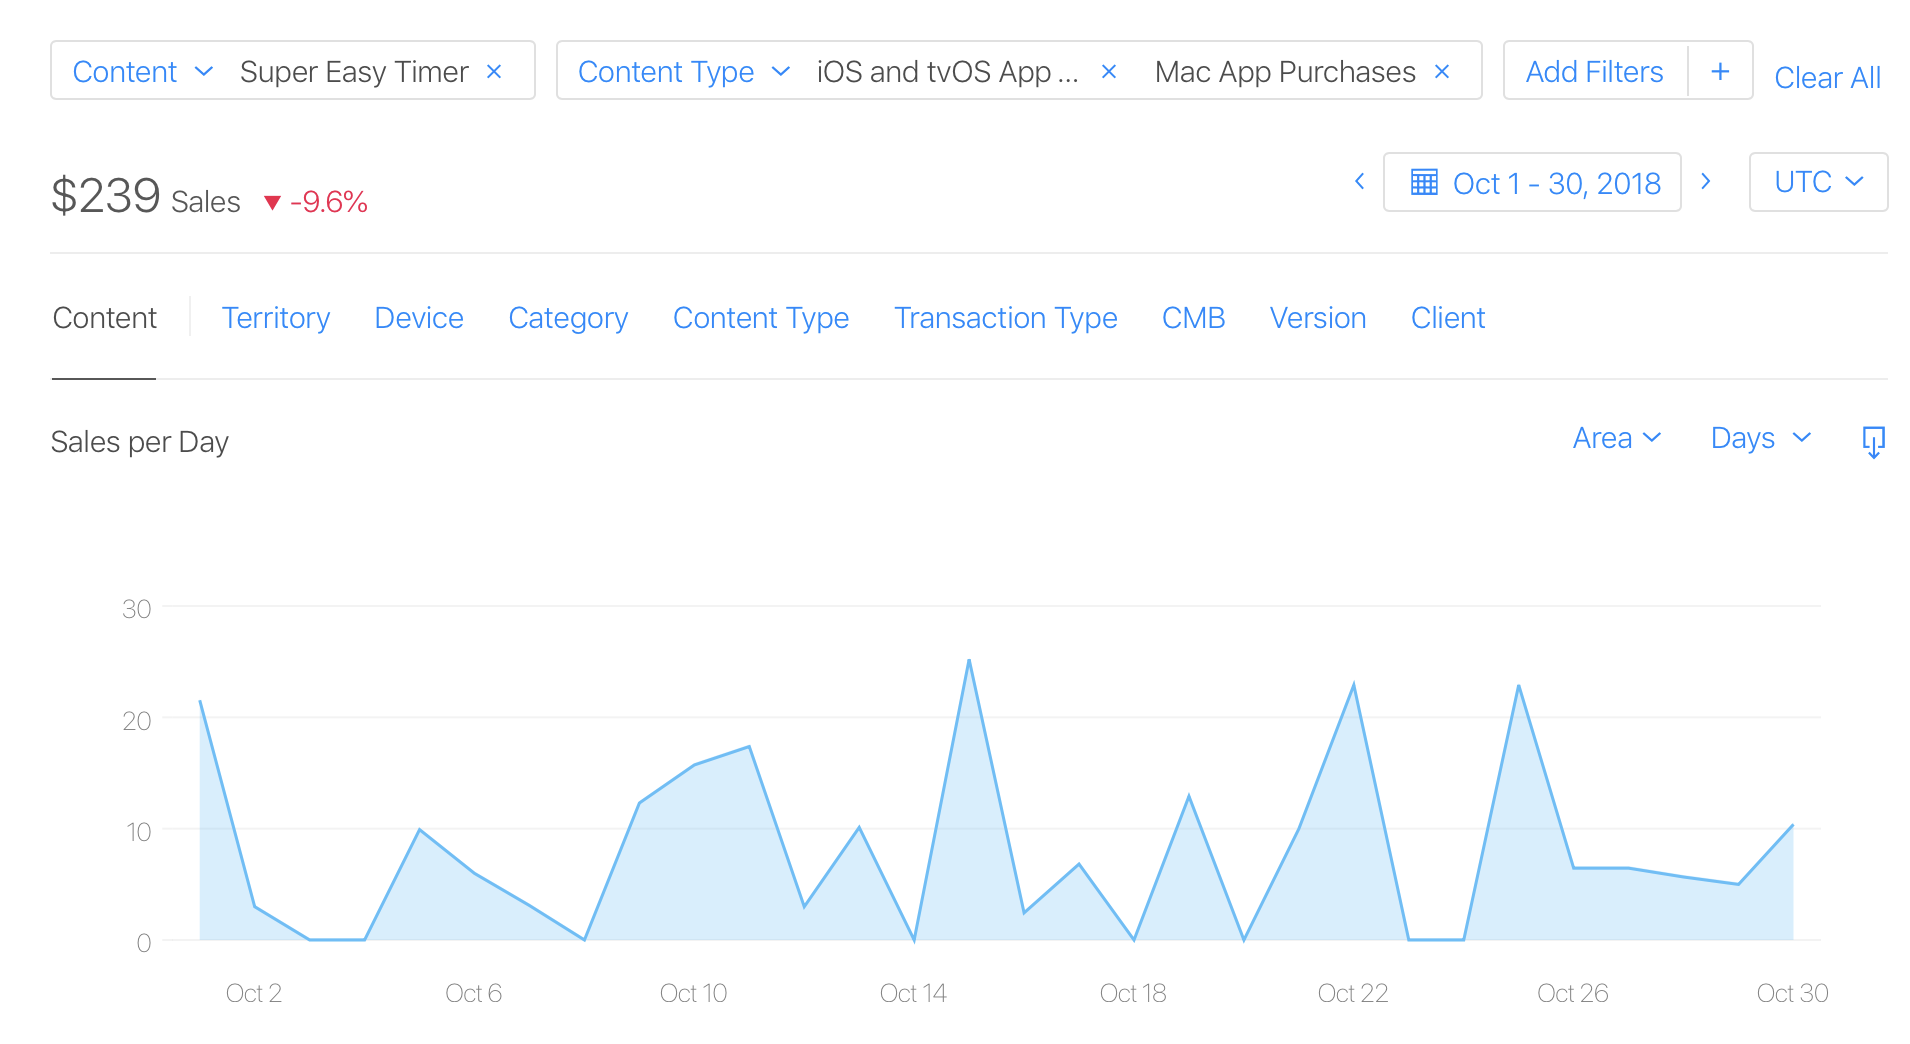 Content Super Easy Timer × Content Type iOS and tvOS App ... × Mac App Purchases × Add Filters + Clear All
$239 Sales ▼ -9.6% Oct 1 - 30, 2018 UTC
Content Territory Device Category Content Type Transaction Type CMB Version Client
Sales per Day Area Days
30
20
10
0
Oct 2 Oct 6 Oct 10 Oct 14 Oct 18 Oct 22 Oct 26 Oct 30